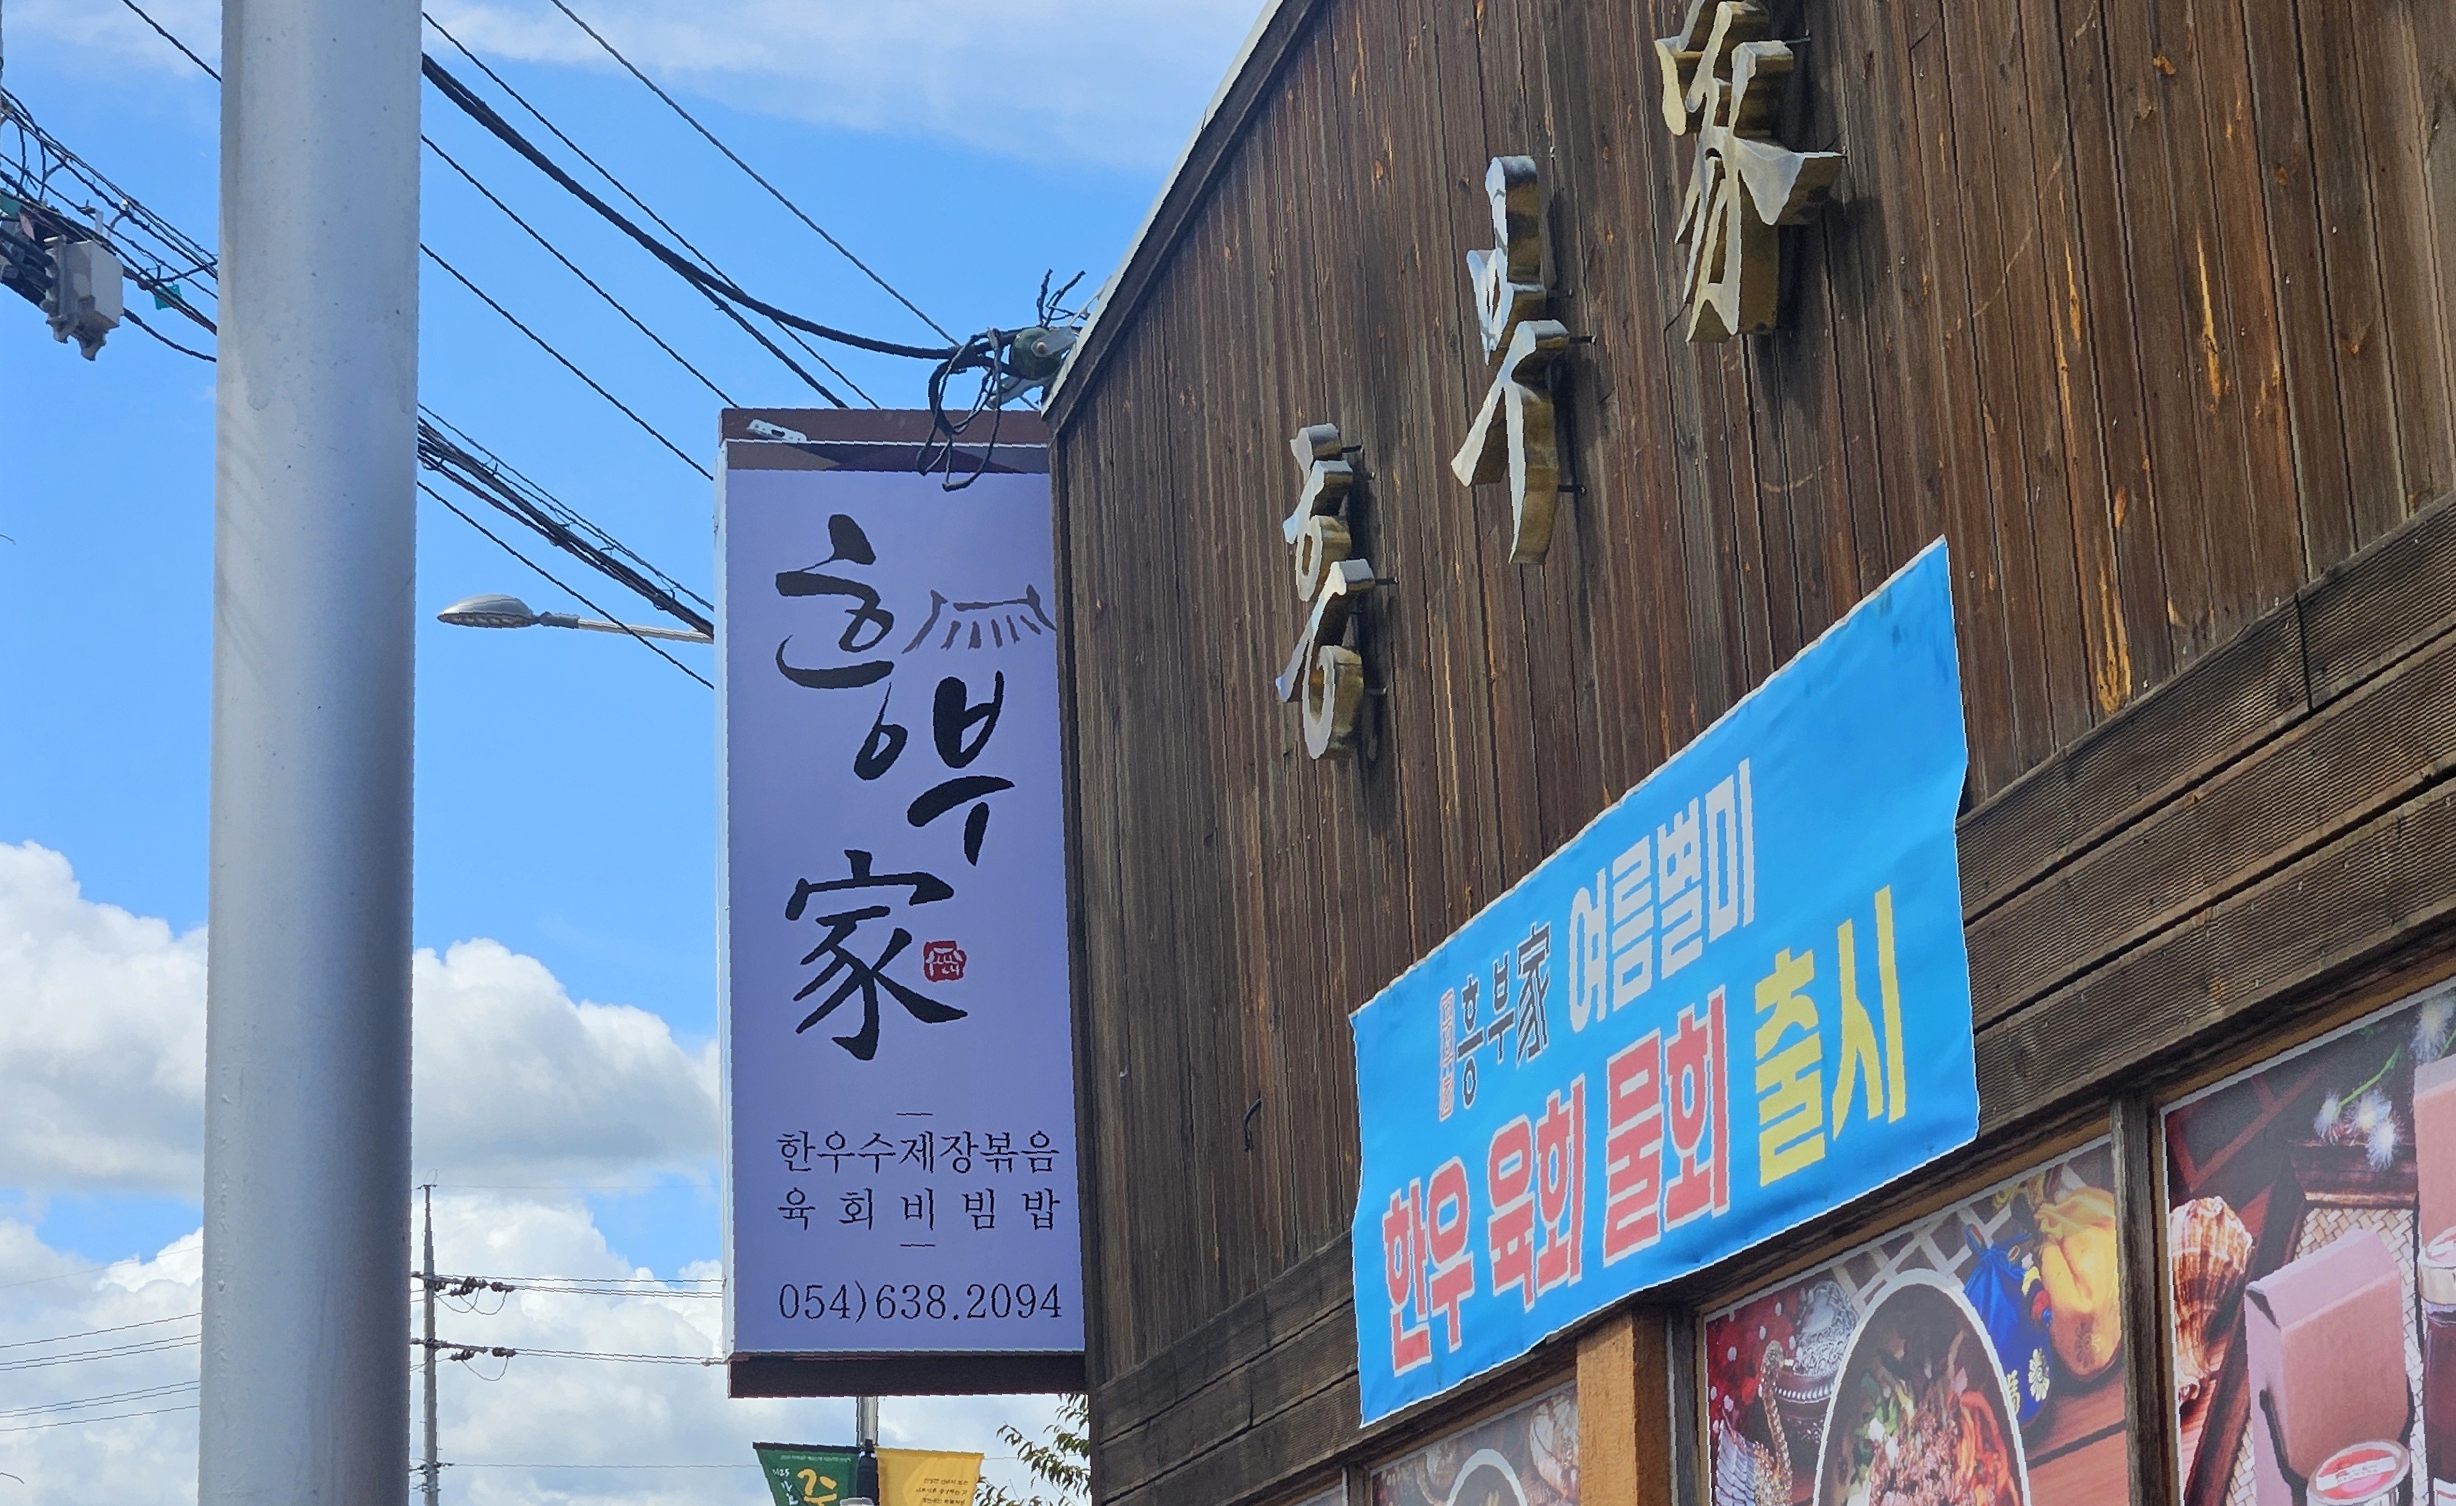 흥부家
한우수제장볶음
육회비빔밥
054)638.2094
흥부家
흥부家 여름별미
한우 육회 물회 출시